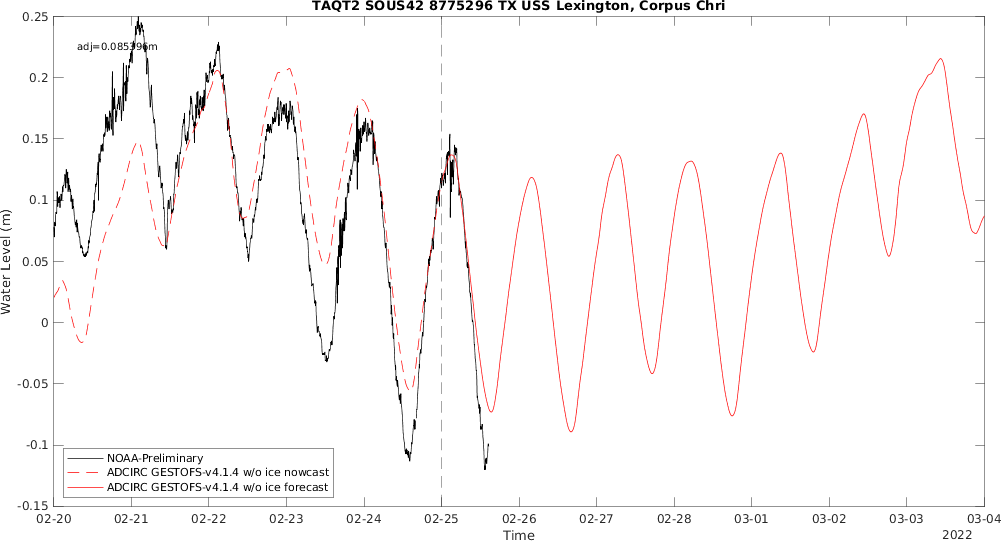 TAQT2 SOUS42 8775296 TX USS Lexington, Corpus Chri
adj=0.085396m
0.25
0.2
0.15
0.1
0.05
0
-0.05
-0.1
-0.15
Water Level (m)
NOAA-Preliminary
ADCIRC GESTOFS-v4.1.4 w/o ice nowcast
ADCIRC GESTOFS-v4.1.4 w/o ice forecast
02-20 02-21 02-22 02-23 02-24 02-25 02-26 02-27 02-28 03-01 03-02 03-03 03-04
Time
2022